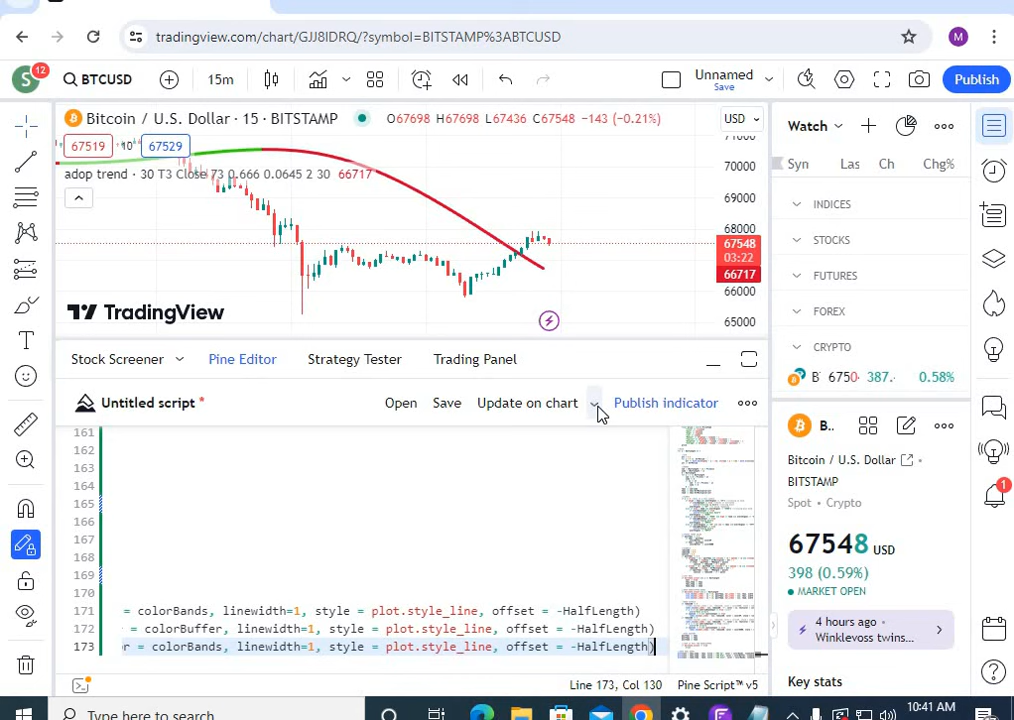 tradingview.com/chart/GJJ8IDRQ/?symbol=BITSTAMP%3ABTCUSD
M
S 12
BTCUSD
15m
Unnamed
Save
Publish
Bitcoin / U.S. Dollar · 15 · BITSTAMP
O67698 H67698 L67436 C67548 −143 (−0.21%)
USD
67519
10
67529
adop trend · 30 T3 Close 73 0.666 0.0645 2 30 66717
71000
70000
69000
68000
67548
03:22
66717
66000
65000
TradingView
Stock Screener
Pine Editor
Strategy Tester
Trading Panel
Untitled script *
Open
Save
Update on chart
Publish indicator
161
162
163
164
165
166
167
168
169
170
171 = colorBands, linewidth=1, style = plot.style_line, offset = -HalfLength)
172 = colorBuffer, linewidth=1, style = plot.style_line, offset = -HalfLength)
173 r = colorBands, linewidth=1, style = plot.style_line, offset = -HalfLength)
Line 173, Col 130
Pine Script™ v5
Watch
Syn Las Ch Chg%
INDICES
STOCKS
FUTURES
FOREX
CRYPTO
B 6750 387. 0.58%
B..
Bitcoin / U.S. Dollar
BITSTAMP
Spot • Crypto
67548 USD
398 (0.59%)
MARKET OPEN
4 hours ago
Winklevoss twins...
Key stats
1
Type here to search
10:41 AM